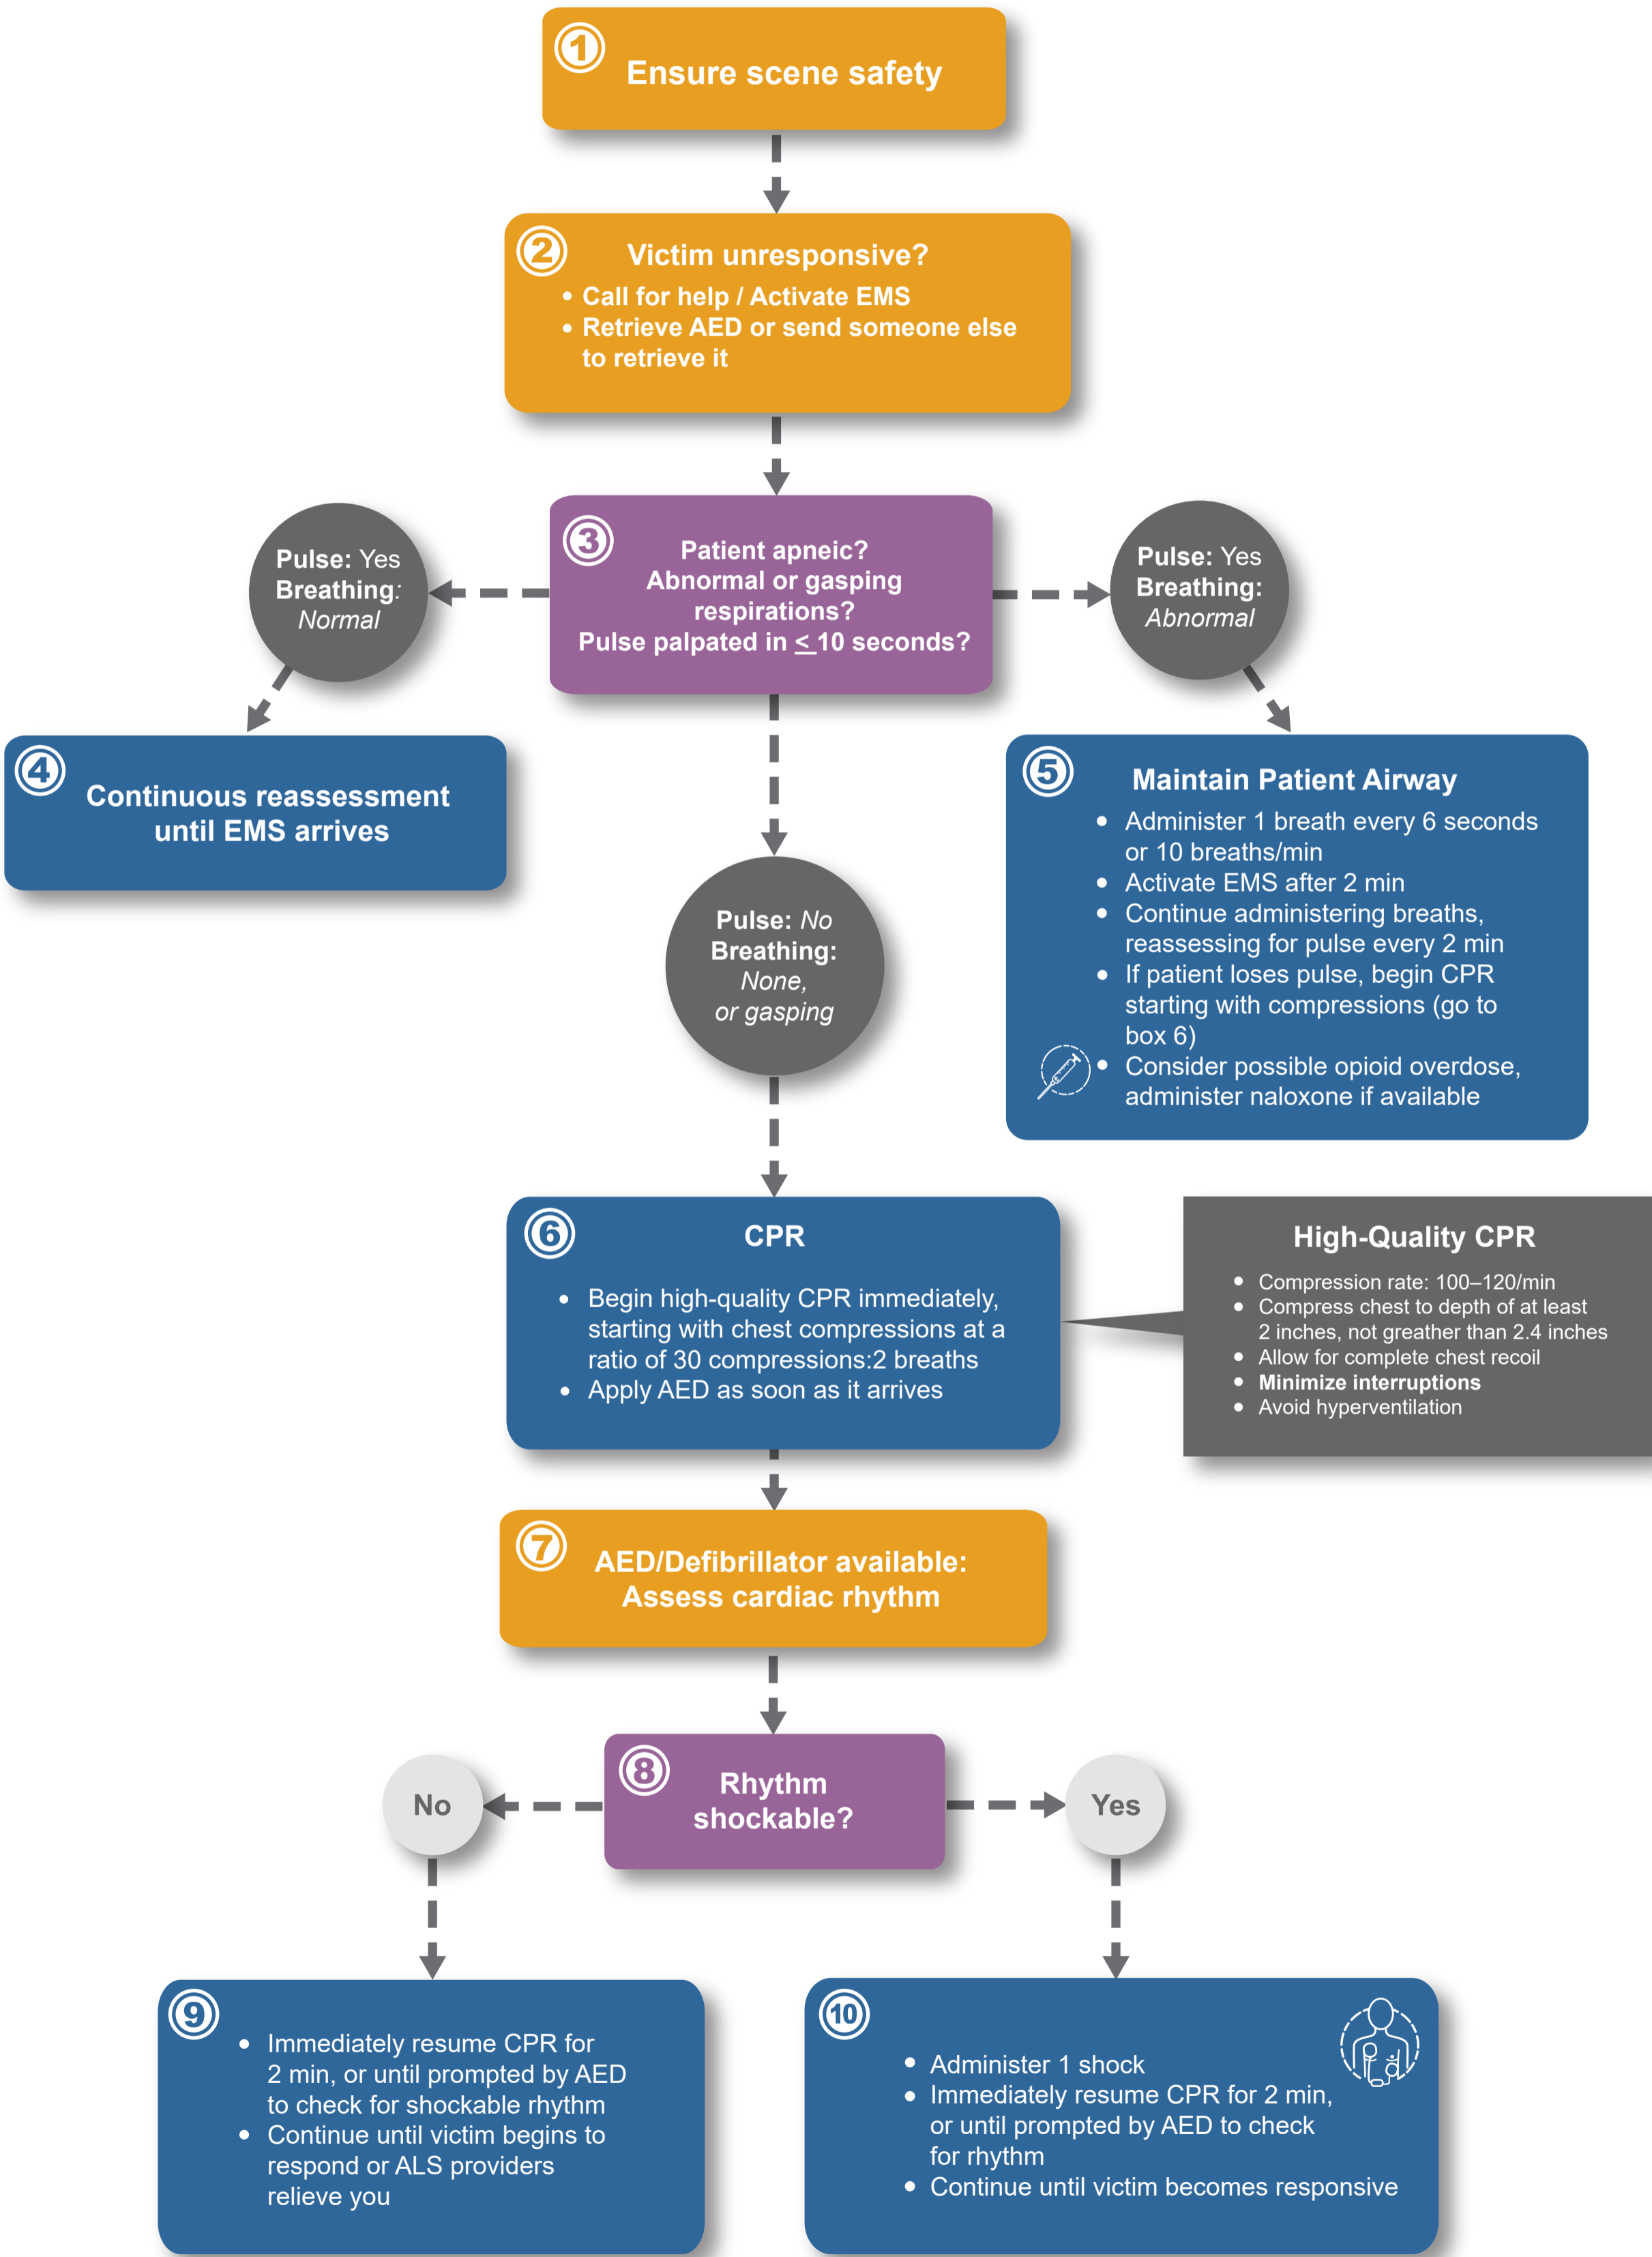 1
Ensure scene safety
2
Victim unresponsive?
• Call for help / Activate EMS
• Retrieve AED or send someone else
to retrieve it
3
Patient apneic?
Abnormal or gasping
respirations?
Pulse palpated in < 10 seconds?
Pulse: Yes
Breathing:
Normal
Pulse: Yes
Breathing:
Abnormal
4
Continuous reassessment
until EMS arrives
5
Maintain Patient Airway
• Administer 1 breath every 6 seconds
or 10 breaths/min
• Activate EMS after 2 min
• Continue administering breaths,
reassessing for pulse every 2 min
• If patient loses pulse, begin CPR
starting with compressions (go to
box 6)
• Consider possible opioid overdose,
administer naloxone if available
Pulse: No
Breathing:
None,
or gasping
6
CPR
• Begin high-quality CPR immediately,
starting with chest compressions at a
ratio of 30 compressions:2 breaths
• Apply AED as soon as it arrives
High-Quality CPR
• Compression rate: 100–120/min
• Compress chest to depth of at least
2 inches, not greather than 2.4 inches
• Allow for complete chest recoil
• Minimize interruptions
• Avoid hyperventilation
7
AED/Defibrillator available:
Assess cardiac rhythm
8
Rhythm
shockable?
No
Yes
9
• Immediately resume CPR for
2 min, or until prompted by AED
to check for shockable rhythm
• Continue until victim begins to
respond or ALS providers
relieve you
10
• Administer 1 shock
• Immediately resume CPR for 2 min,
or until prompted by AED to check
for rhythm
• Continue until victim becomes responsive